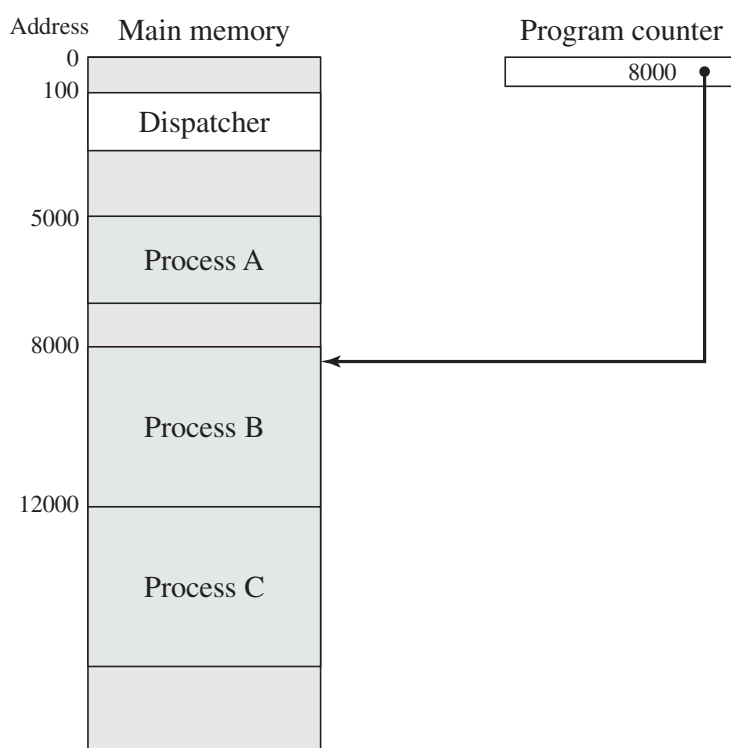 Address
Main memory
Program counter
0
8000
100
Dispatcher
5000
Process A
8000
Process B
12000
Process C